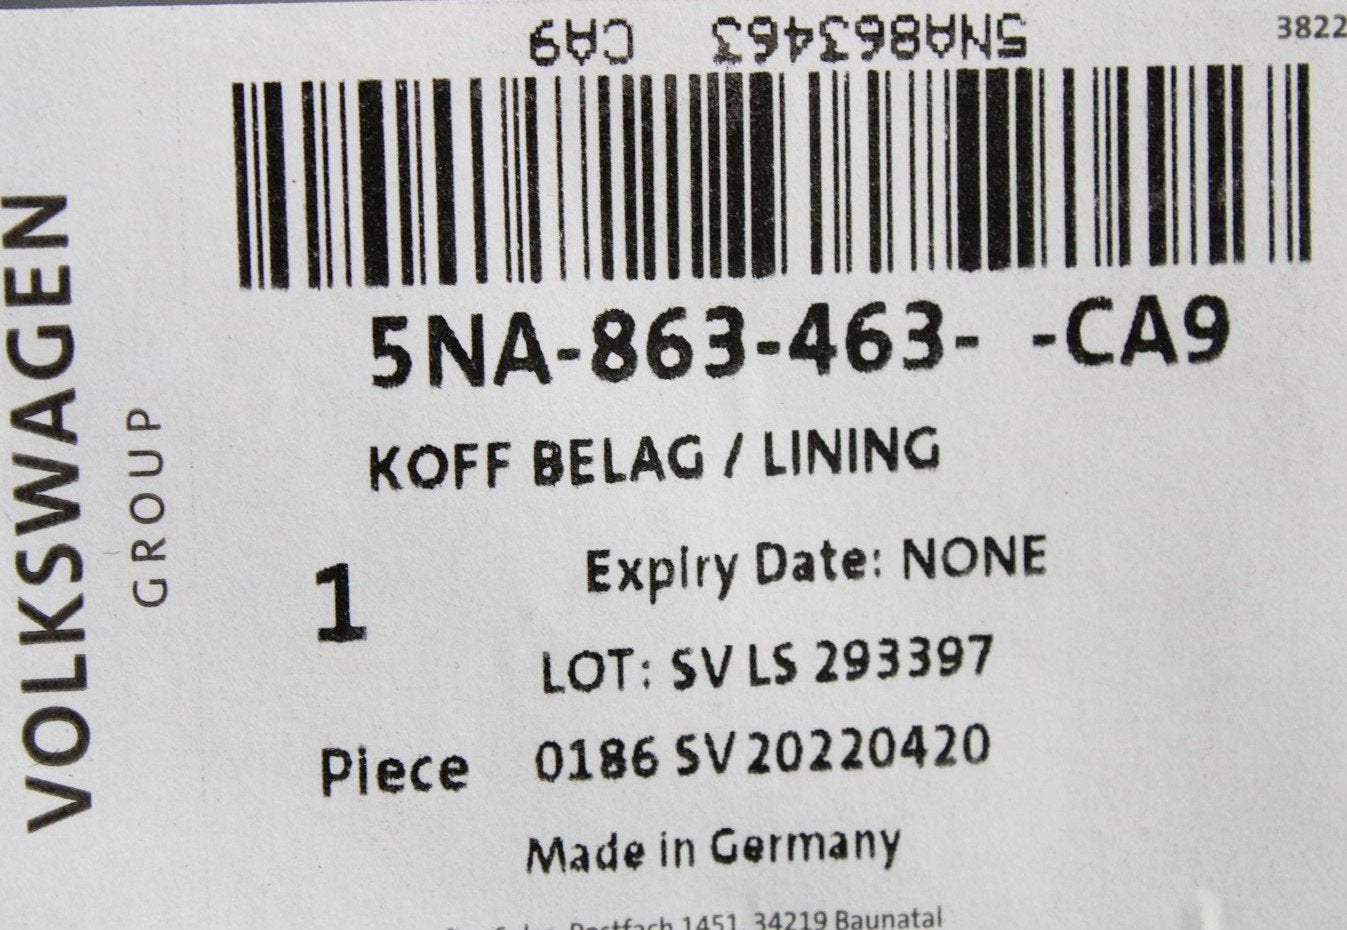 5NA863463 CA9
3822
VOLKSWAGEN
GROUP
5NA-863-463- -CA9
KOFF BELAG / LINING
Expiry Date: NONE
1
LOT: SV LS 293397
Piece 0186 SV 20220420
Made in Germany
Postfach 1451, 34219 Baunatal